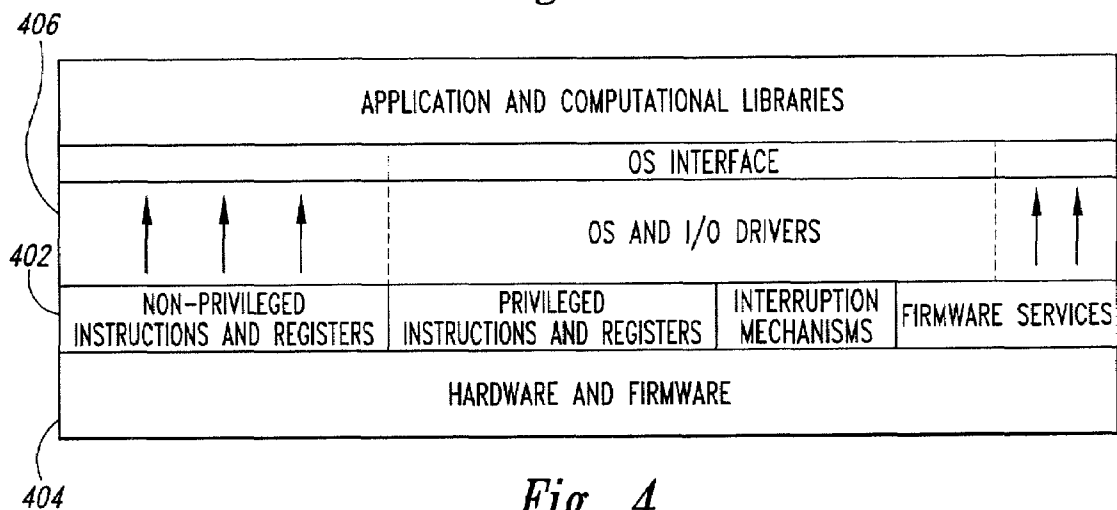 406
APPLICATION AND COMPUTATIONAL LIBRARIES
OS INTERFACE
OS AND I/O DRIVERS
402
NON-PRIVILEGED
INSTRUCTIONS AND REGISTERS
PRIVILEGED
INSTRUCTIONS AND REGISTERS
INTERRUPTION
MECHANISMS
FIRMWARE SERVICES
HARDWARE AND FIRMWARE
404
Fig. 4